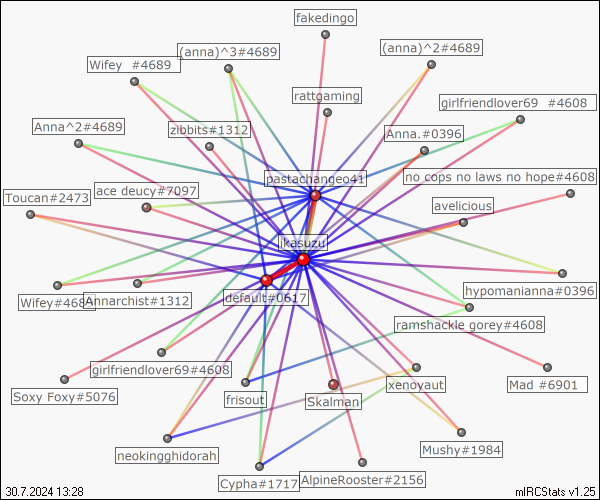 fakedingo
(anna)^3#4689
(anna)^2#4689
Wifey #4689
rattgaming
girlfriendlover69 #4608
Anna^2#4689
zibbits#1312
Anna.#0396
pastachangeo41
no cops no laws no hope#4608
Toucan#2473
ace deucy#7097
avelicious
ikasuzu
Wifey#468
Annarchist#1312
default#0617
hypomanianna#0396
ramshackle gorey#4608
girlfriendlover69#4608
Soxy Foxy#5076
frisout
Skalman
xenoyaut
Mad #6901
neokingghidorah
Mushy#1984
Cypha#1717
AlpineRooster#2156
30.7.2024 13:28
mIRCStats v1.25